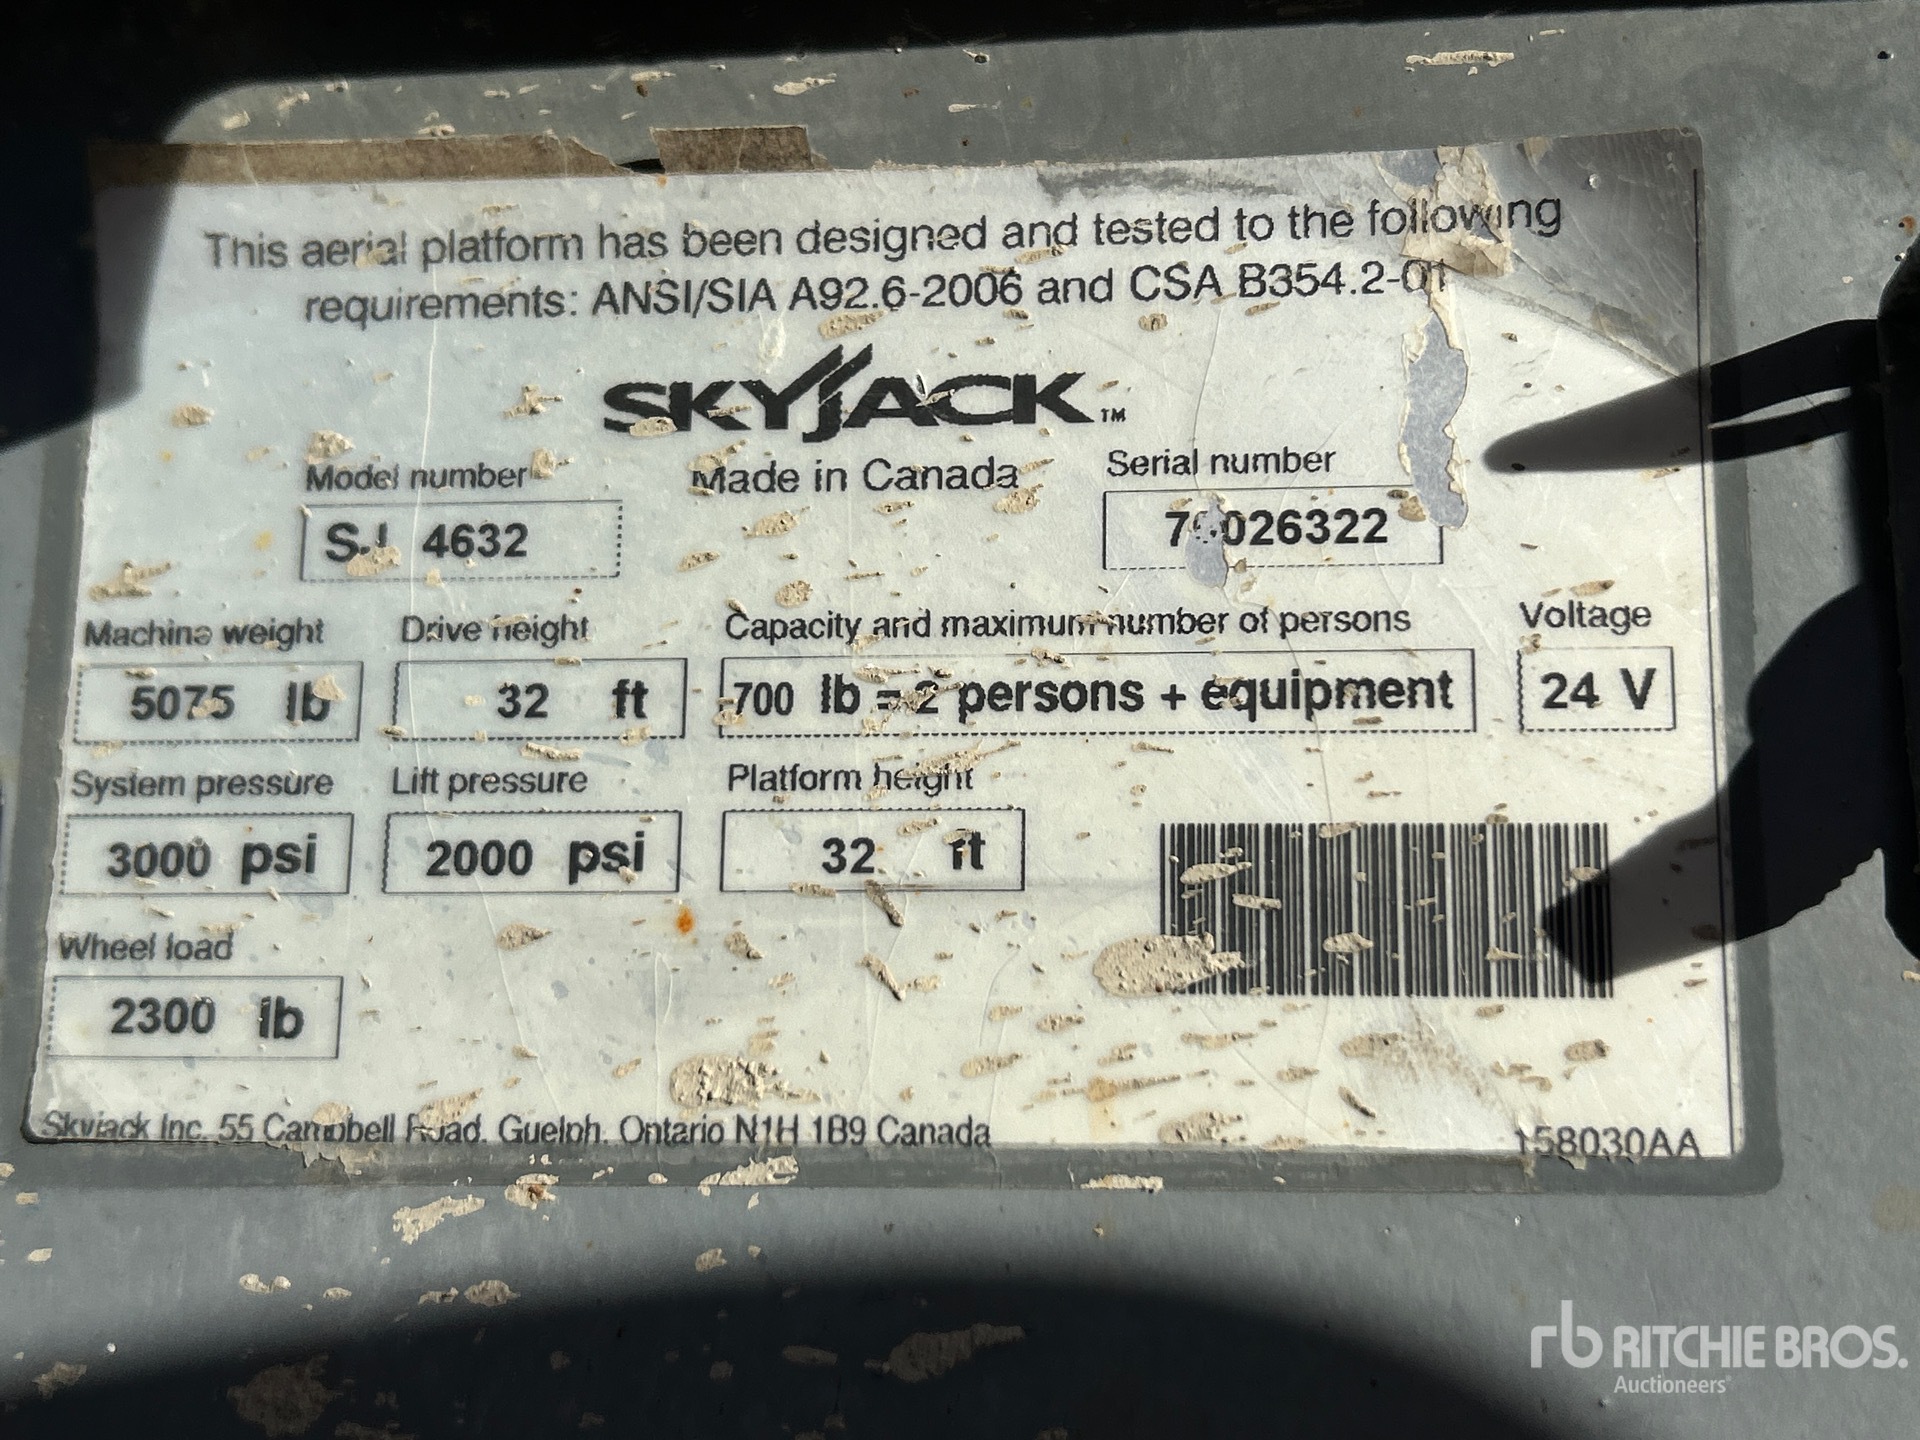 This aerial platform has been designed and tested to the following
requirements: ANSI/SIA A92.6-2006 and CSA B354.2-01
SKYJACK™
Model number Made in Canada Serial number
SJ 4632
Machine weight Drive height Capacity and maximum number of persons Voltage
5075 lb 32 ft 700 lb = 2 persons + equipment 24 V
System pressure Lift pressure Platform height
3000 psi 2000 psi 32 ft
Wheel load
2300 lb
Skyjack Inc. 55 Campbell Road, Guelph, Ontario N1H 1B9 Canada 158030AA
rb RITCHIE BROS.
Auctioneers